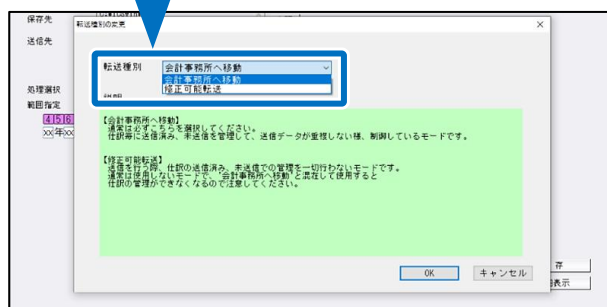 保存先
転送種別の変更
送信先
転送種別 会計事務所へ移動
会計事務所へ移動
修正可能転送
処理選択
範囲指定
4 5 6
xx年xx
【会計事務所へ移動】
通常は必ずこちらを選択してください。
仕訳毎に送信済み、未送信を管理して、送信データが重複しない様、制御しているモードです。
【修正可能転送】
送信を行う際、仕訳の送信済み、未送信での管理を一切行わないモードです。
通常は使用しないモードで、"会計事務所へ移動"と混在して使用すると
仕訳の管理ができなくなるので注意してください。
OK キャンセル
存
表示